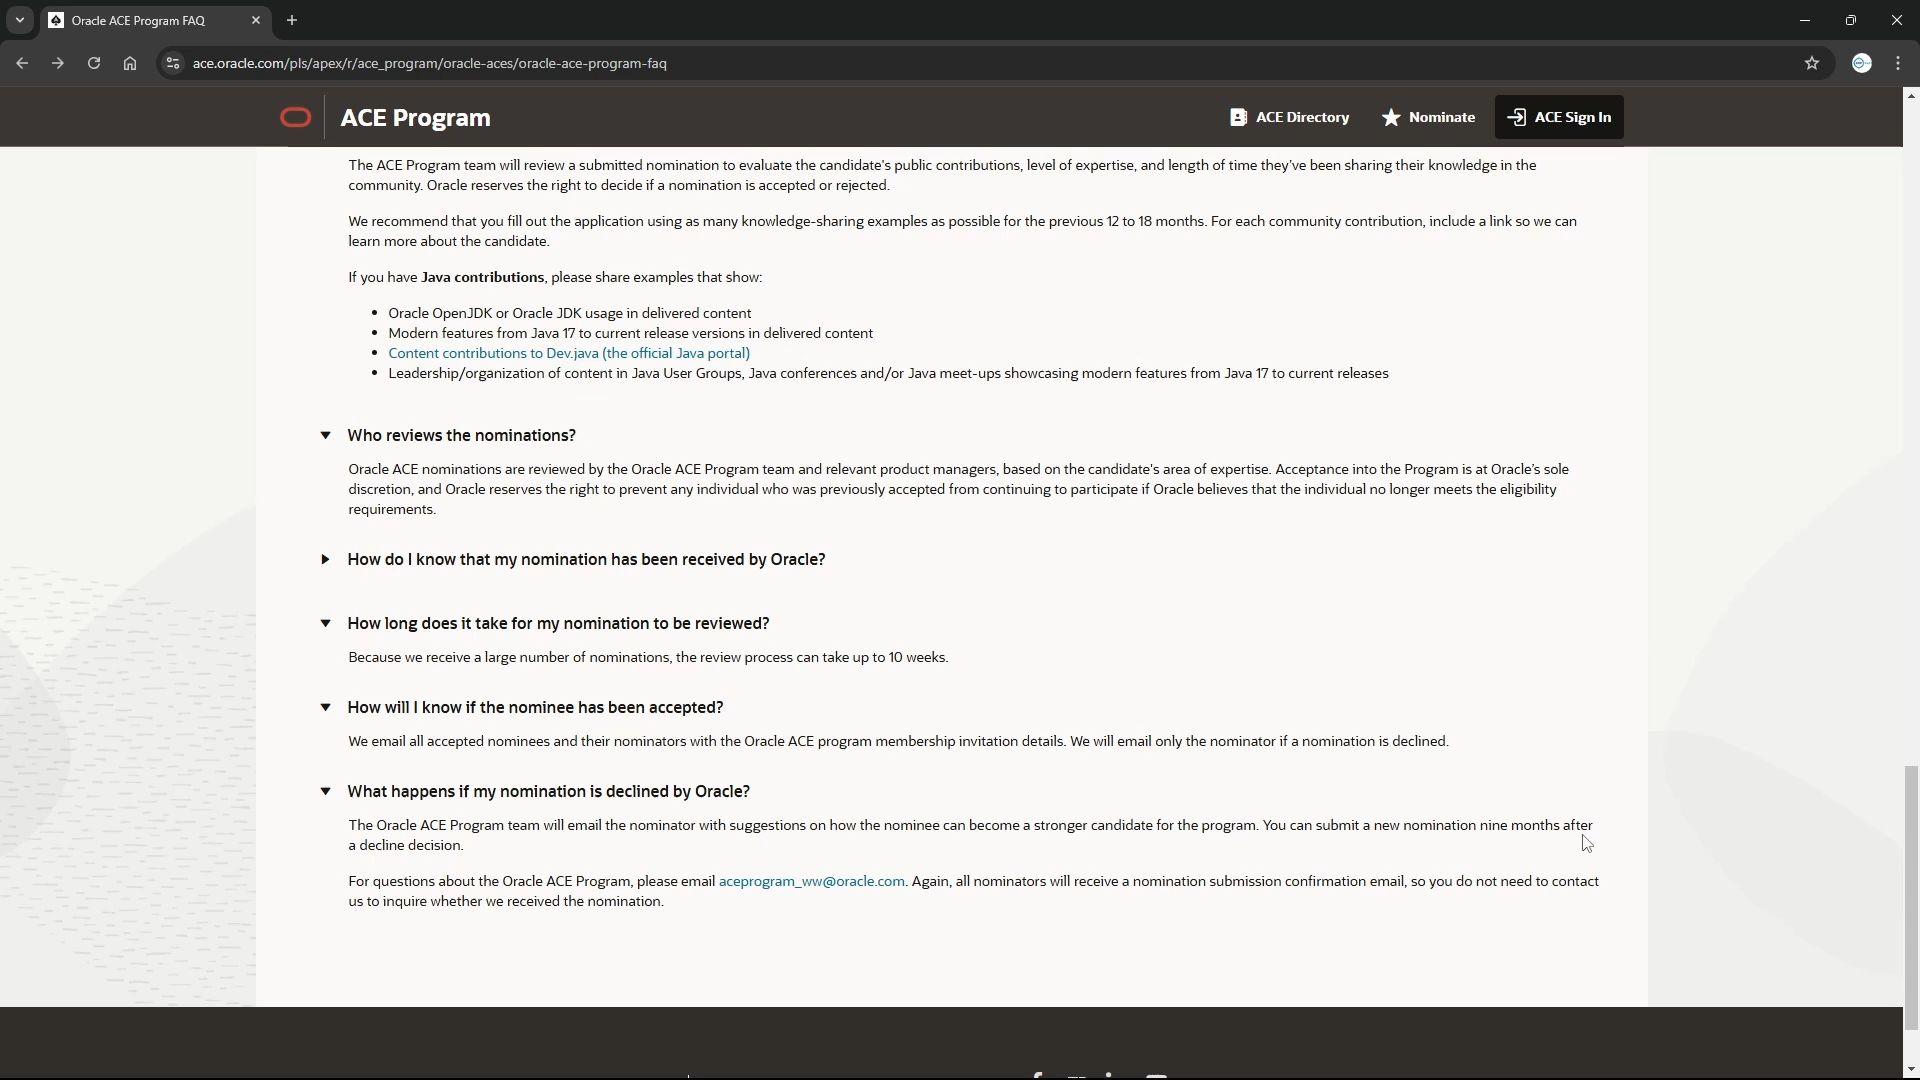 Oracle ACE Program FAQ
ace.oracle.com/pls/apex/r/ace_program/oracle-aces/oracle-ace-program-faq
ACE Program
ACE Directory
Nominate
ACE Sign In
The ACE Program team will review a submitted nomination to evaluate the candidate's public contributions, level of expertise, and length of time they've been sharing their knowledge in the
community. Oracle reserves the right to decide if a nomination is accepted or rejected.
We recommend that you fill out the application using as many knowledge-sharing examples as possible for the previous 12 to 18 months. For each community contribution, include a link so we can
learn more about the candidate.
If you have Java contributions, please share examples that show:
• Oracle OpenJDK or Oracle JDK usage in delivered content
• Modern features from Java 17 to current release versions in delivered content
• Content contributions to Dev.java (the official Java portal)
• Leadership/organization of content in Java User Groups, Java conferences and/or Java meet-ups showcasing modern features from Java 17 to current releases
Who reviews the nominations?
Oracle ACE nominations are reviewed by the Oracle ACE Program team and relevant product managers, based on the candidate's area of expertise. Acceptance into the Program is at Oracle's sole
discretion, and Oracle reserves the right to prevent any individual who was previously accepted from continuing to participate if Oracle believes that the individual no longer meets the eligibility
requirements.
How do I know that my nomination has been received by Oracle?
How long does it take for my nomination to be reviewed?
Because we receive a large number of nominations, the review process can take up to 10 weeks.
How will I know if the nominee has been accepted?
We email all accepted nominees and their nominators with the Oracle ACE program membership invitation details. We will email only the nominator if a nomination is declined.
What happens if my nomination is declined by Oracle?
The Oracle ACE Program team will email the nominator with suggestions on how the nominee can become a stronger candidate for the program. You can submit a new nomination nine months after
a decline decision.
For questions about the Oracle ACE Program, please email aceprogram_ww@oracle.com. Again, all nominators will receive a nomination submission confirmation email, so you do not need to contact
us to inquire whether we received the nomination.